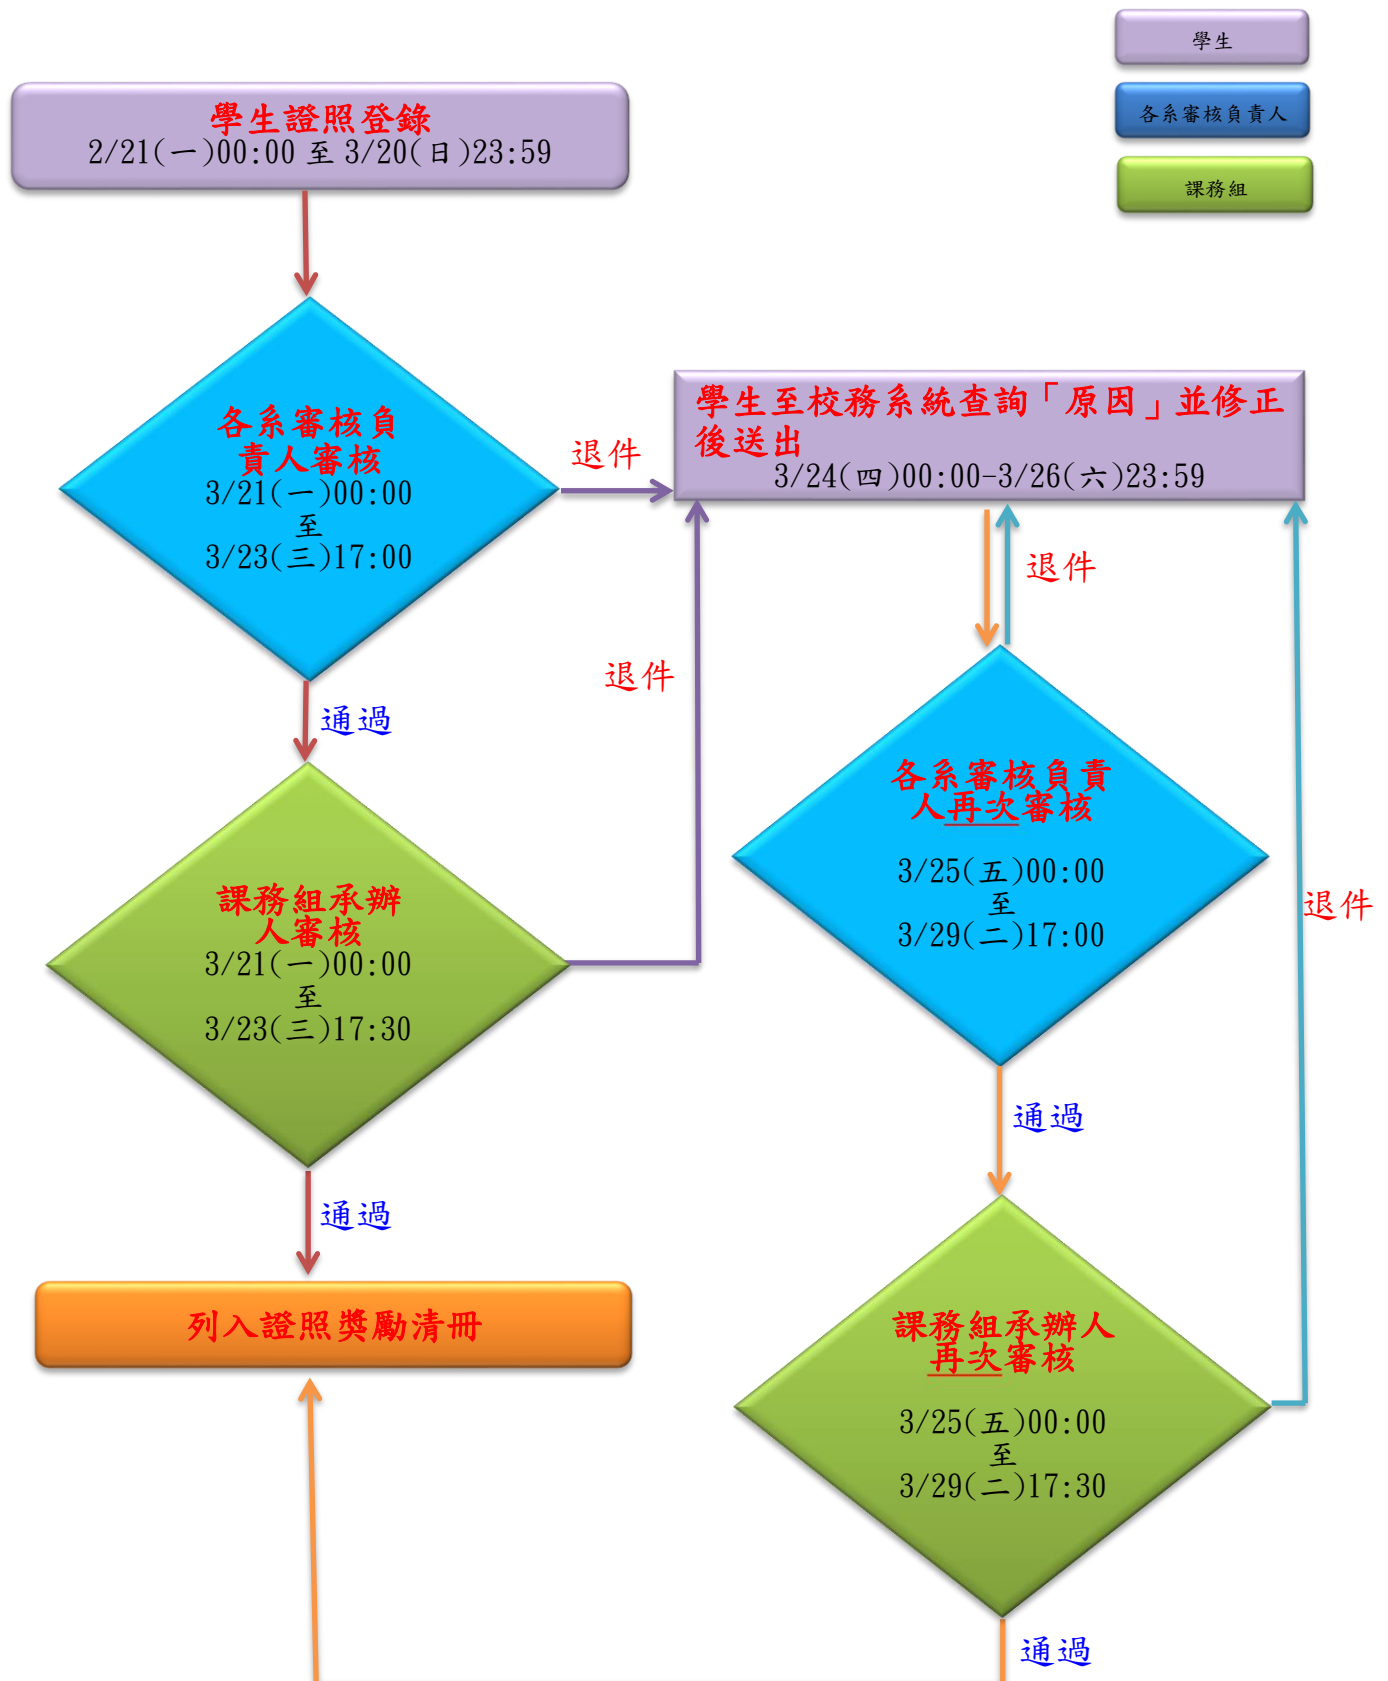 學生
各系審核負責人
課務組
學生證照登錄
2/21(一)00:00 至 3/20(日)23:59
各系審核負
責人審核
3/21(一)00:00
至
3/23(三)17:00
退件
學生至校務系統查詢「原因」並修正
後送出
3/24(四)00:00-3/26(六)23:59
退件
退件
通過
各系審核負責
人再次審核
3/25(五)00:00
至
3/29(二)17:00
退件
課務組承辦
人審核
3/21(一)00:00
至
3/23(三)17:30
通過
通過
列入證照獎勵清冊
課務組承辦人
再次審核
3/25(五)00:00
至
3/29(二)17:30
通過